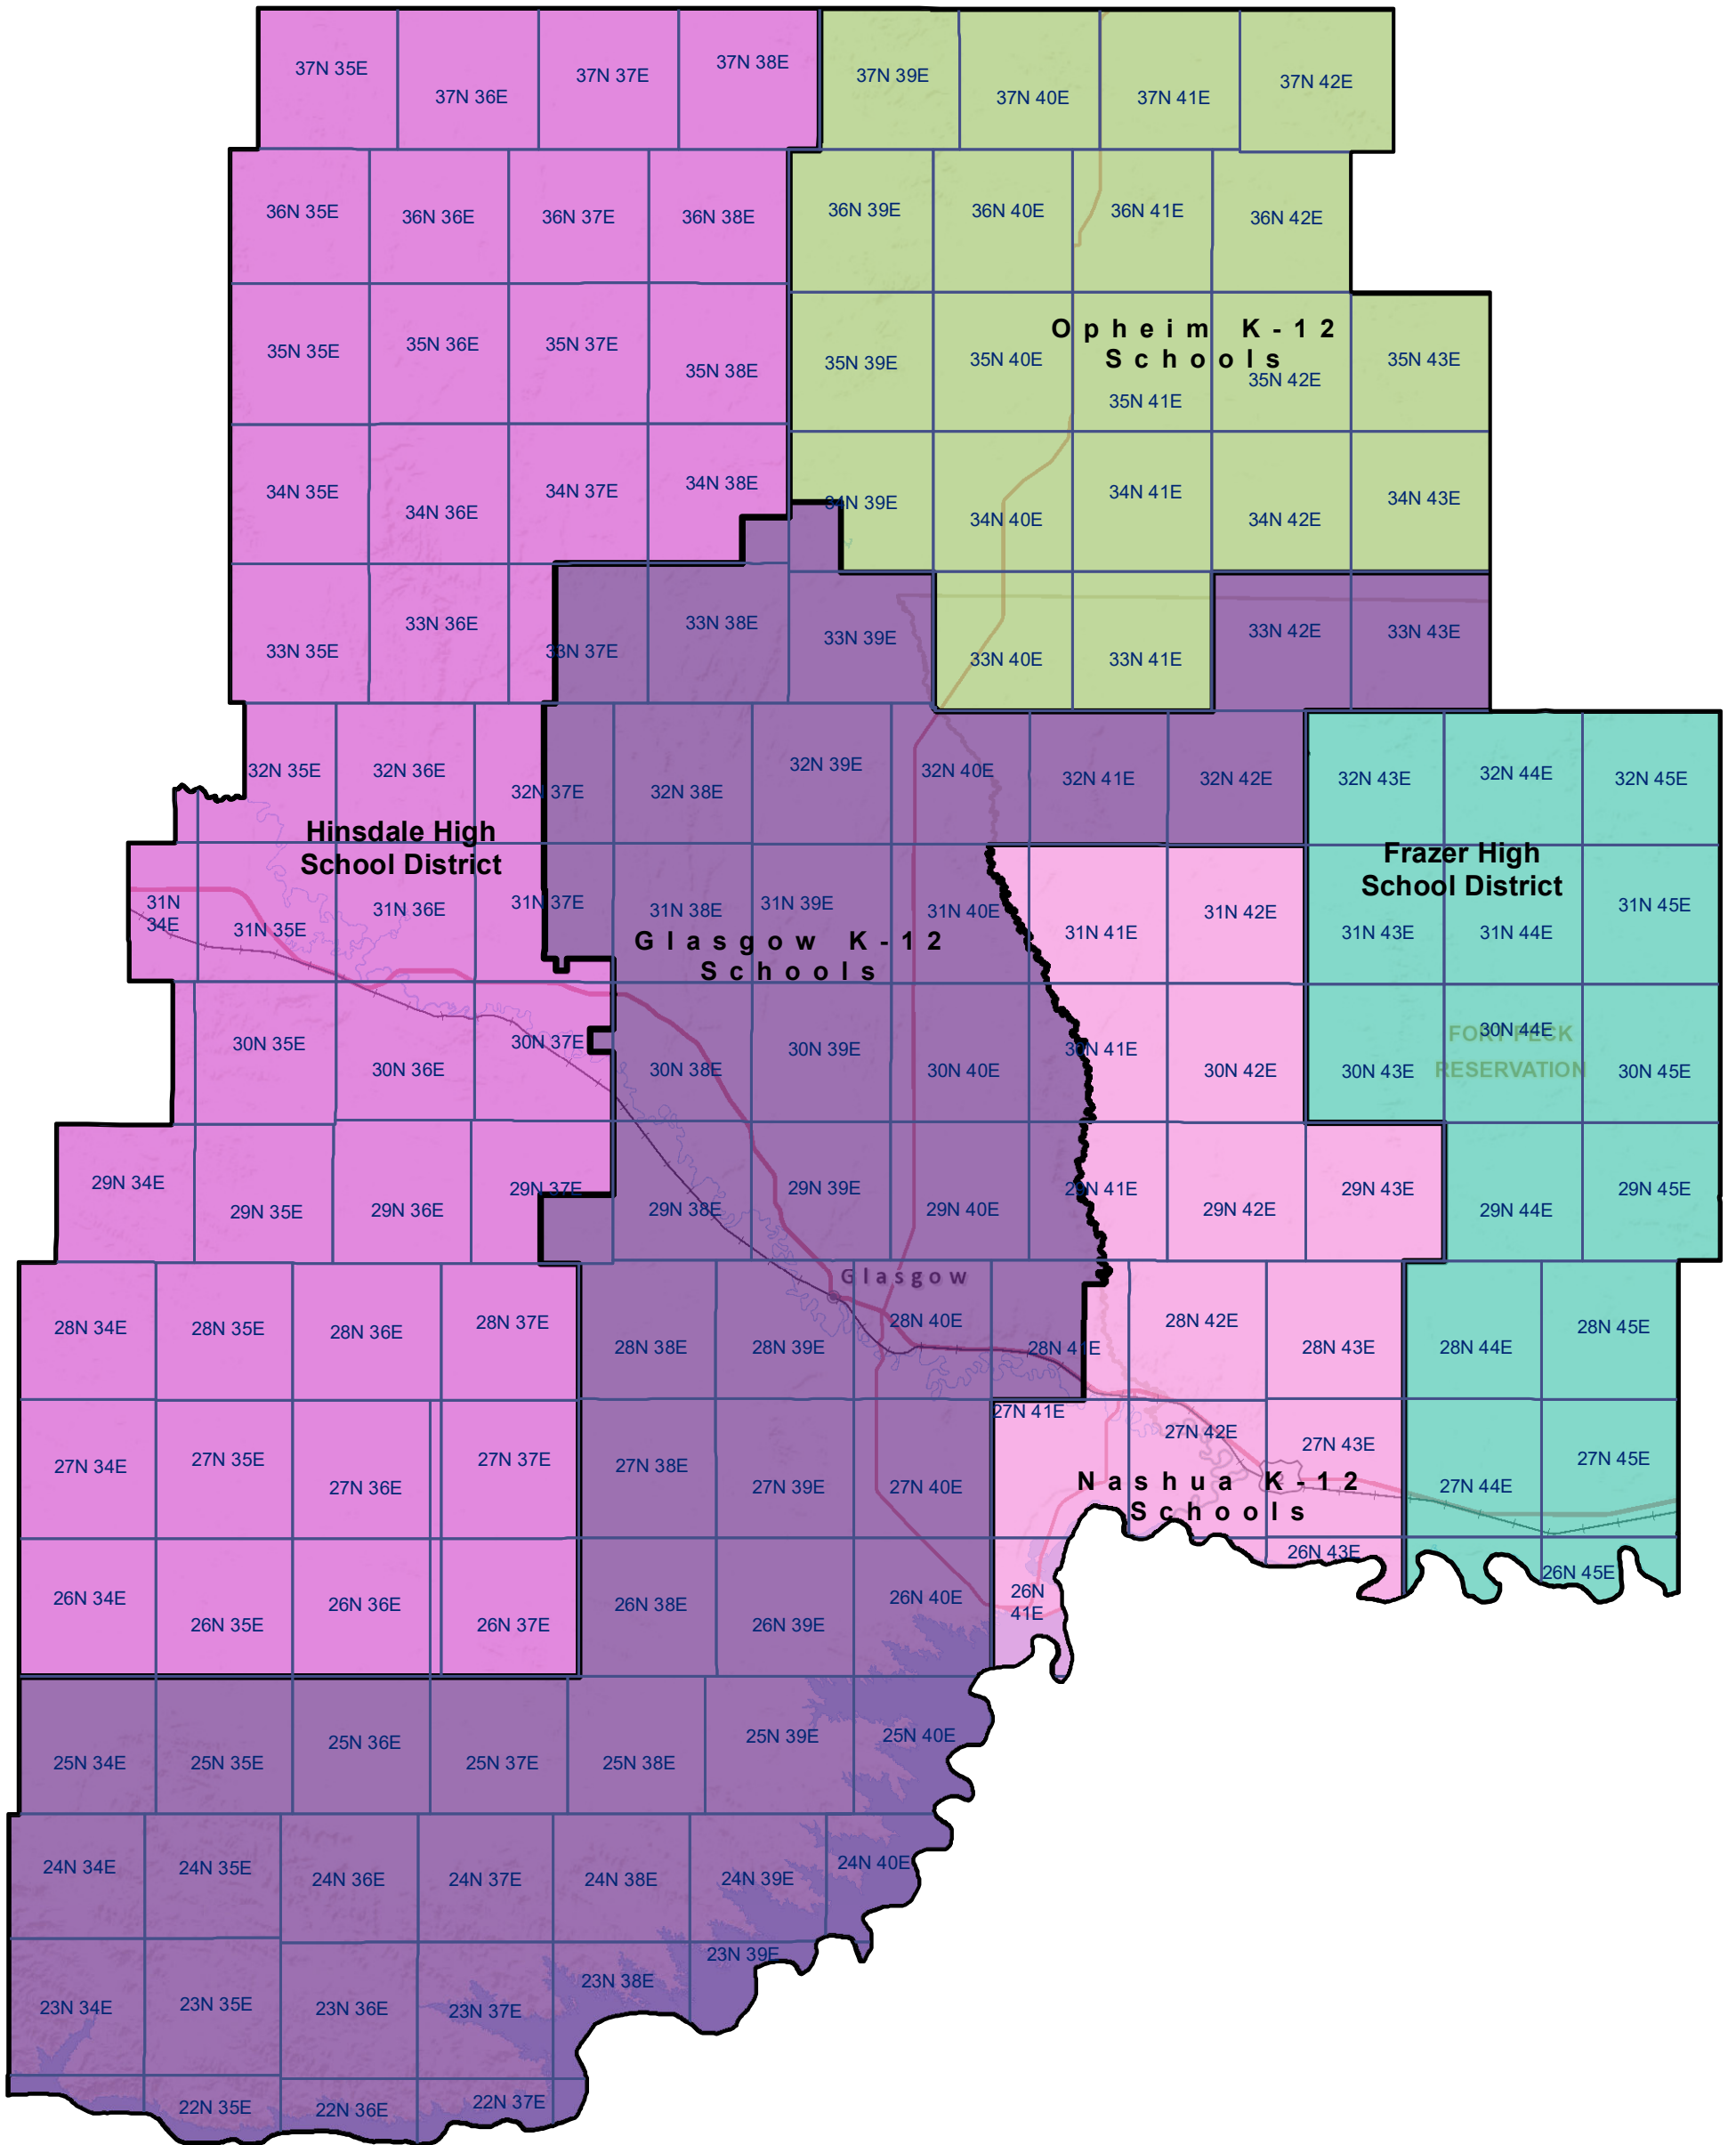 37N 35E
37N 36E
37N 37E
37N 38E
37N 39E
37N 40E
37N 41E
37N 42E
36N 35E
36N 36E
36N 37E
36N 38E
36N 39E
36N 40E
36N 41E
36N 42E
Opheim K-12
Schools
35N 35E
35N 36E
35N 37E
35N 38E
35N 39E
35N 40E
35N 41E
35N 42E
35N 43E
34N 35E
34N 36E
34N 37E
34N 38E
34N 39E
34N 40E
34N 41E
34N 42E
34N 43E
33N 35E
33N 36E
33N 37E
33N 38E
33N 39E
33N 40E
33N 41E
33N 42E
33N 43E
32N 35E
32N 36E
32N 37E
32N 38E
32N 39E
32N 40E
32N 41E
32N 42E
32N 43E
32N 44E
32N 45E
Hinsdale High
School District
Frazer High
School District
31N
34E
31N 35E
31N 36E
31N 37E
31N 38E
31N 39E
31N 40E
31N 41E
31N 42E
31N 43E
31N 44E
31N 45E
Glasgow K-12
Schools
30N 35E
30N 36E
30N 37E
30N 38E
30N 39E
30N 40E
30N 41E
30N 42E
30N 43E
30N 44E
30N 45E
FORT PECK
RESERVATION
29N 34E
29N 35E
29N 36E
29N 37E
29N 38E
29N 39E
29N 40E
29N 41E
29N 42E
29N 43E
29N 44E
29N 45E
Glasgow
28N 34E
28N 35E
28N 36E
28N 37E
28N 38E
28N 39E
28N 40E
28N 41E
28N 42E
28N 43E
28N 44E
28N 45E
27N 34E
27N 35E
27N 36E
27N 37E
27N 38E
27N 39E
27N 40E
27N 41E
27N 42E
27N 43E
27N 44E
27N 45E
Nashua K-12
Schools
2
26N 34E
26N 35E
26N 36E
26N 37E
26N 38E
26N 39E
26N 40E
26N
41E
26N 43E
26N 45E
25N 34E
25N 35E
25N 36E
25N 37E
25N 38E
25N 39E
25N 40E
24N 34E
24N 35E
24N 36E
24N 37E
24N 38E
24N 39E
24N 40E
23N 34E
23N 35E
23N 36E
23N 37E
23N 38E
23N 39E
22N 35E
22N 36E
22N 37E